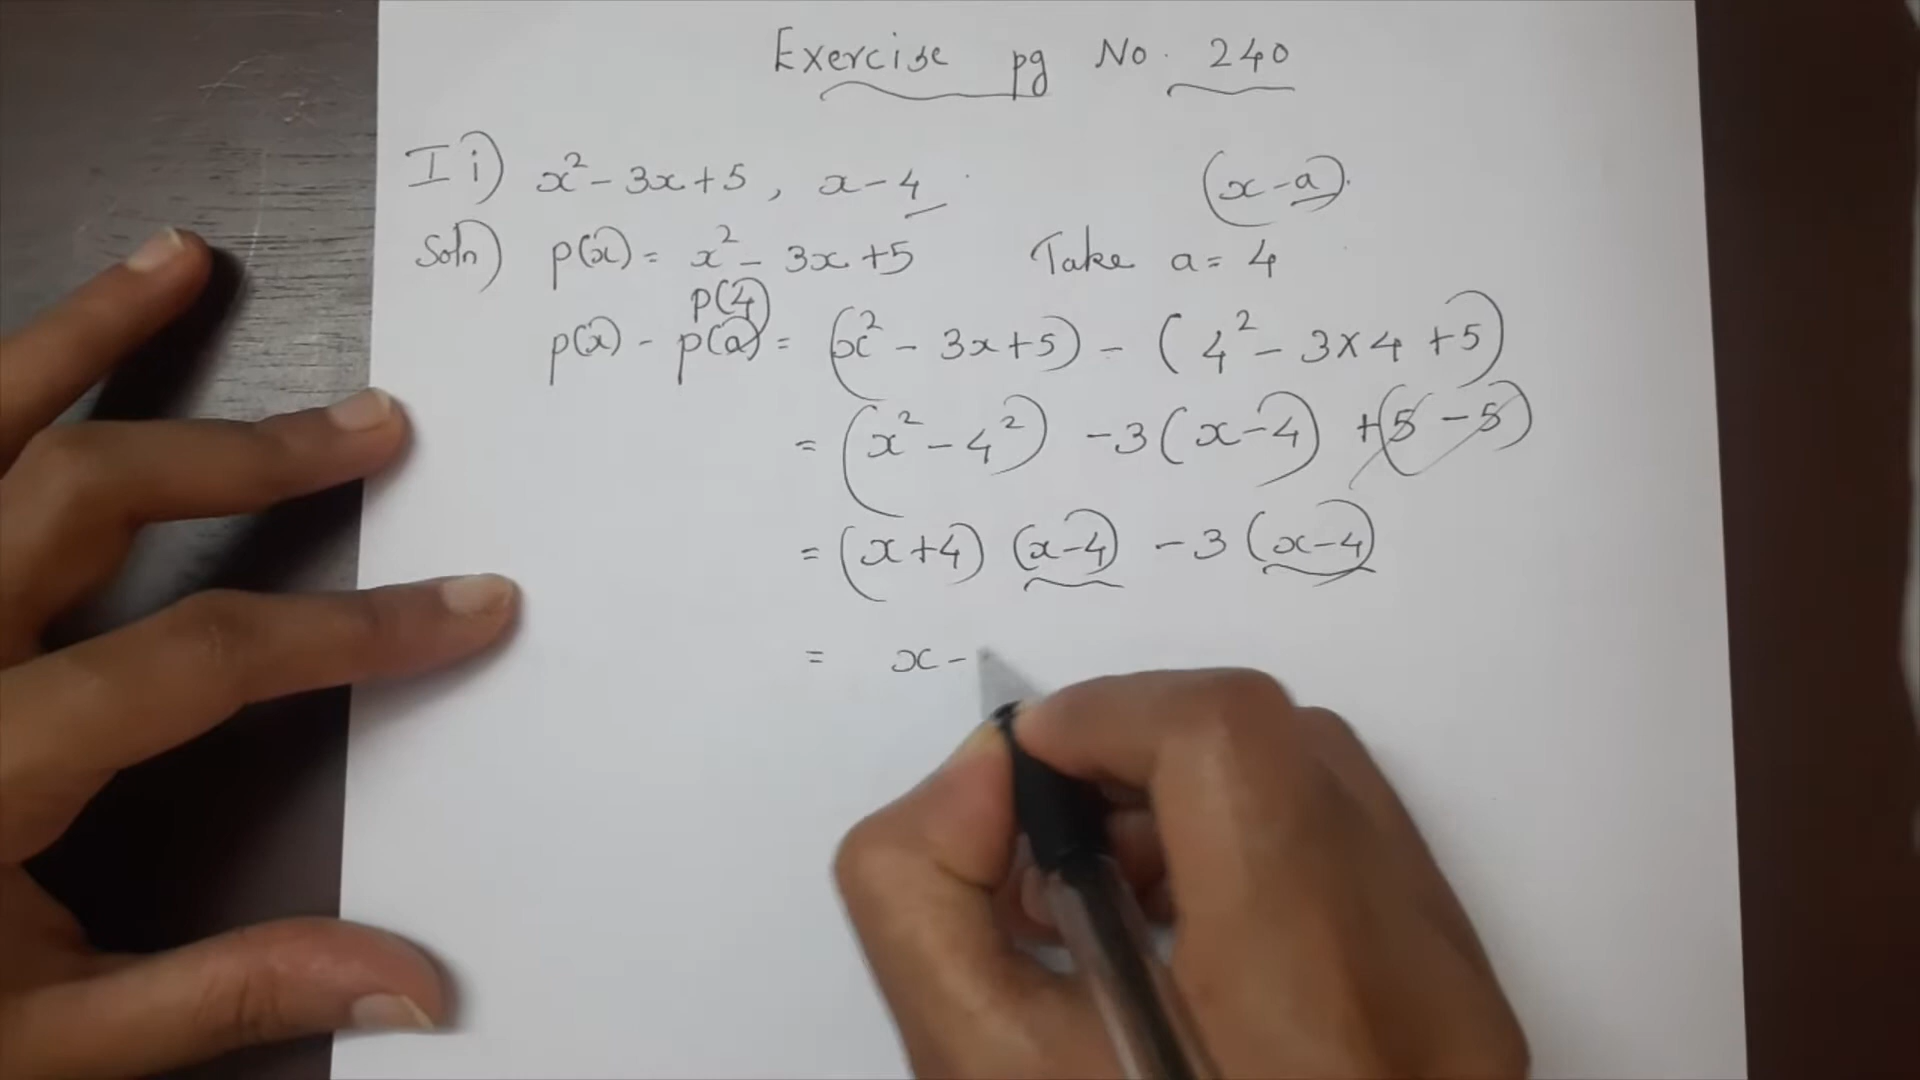 Exercise pg No. 240
I i) x² - 3x + 5 , x - 4 (x - a).
Soln) p(x) = x² - 3x + 5 Take a = 4
p(4)
p(x) - p(a) = (x² - 3x + 5) - (4² - 3 x 4 + 5)
= (x² - 4²) - 3 (x - 4) + (5 - 5)
= (x + 4) (x - 4) - 3 (x - 4)
= x -